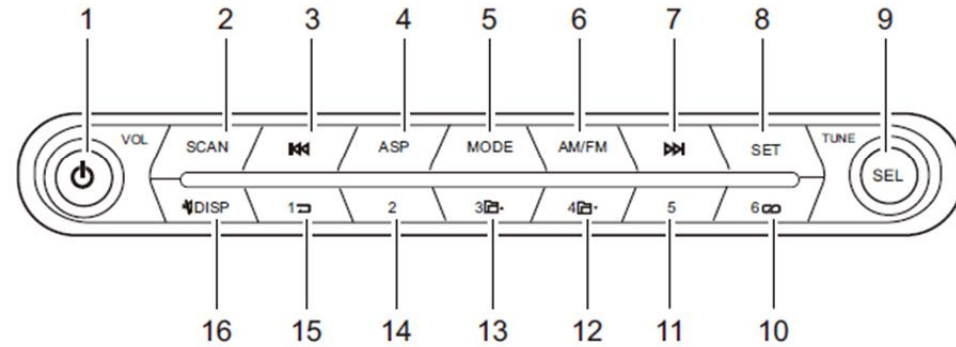 1 2 3 4 5 6 7 8 9
VOL SCAN ASP MODE AM/FM SET TUNE
SEL
DISP 1 2 3 4 5 6
16 15 14 13 12 11 10